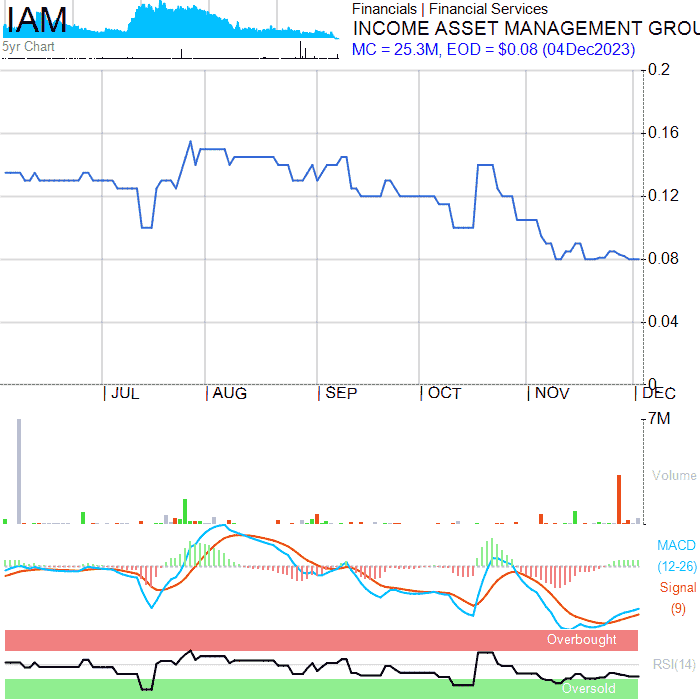 IAM
5yr Chart
Financials | Financial Services
INCOME ASSET MANAGEMENT GROU
MC = 25.3M, EOD = $0.08 (04Dec2023)
0.2
0.16
0.12
0.08
0.04
0
JUL AUG SEP OCT NOV DEC
7M
Volume
MACD
(12-26)
Signal
(9)
Overbought
RSI(14)
Oversold